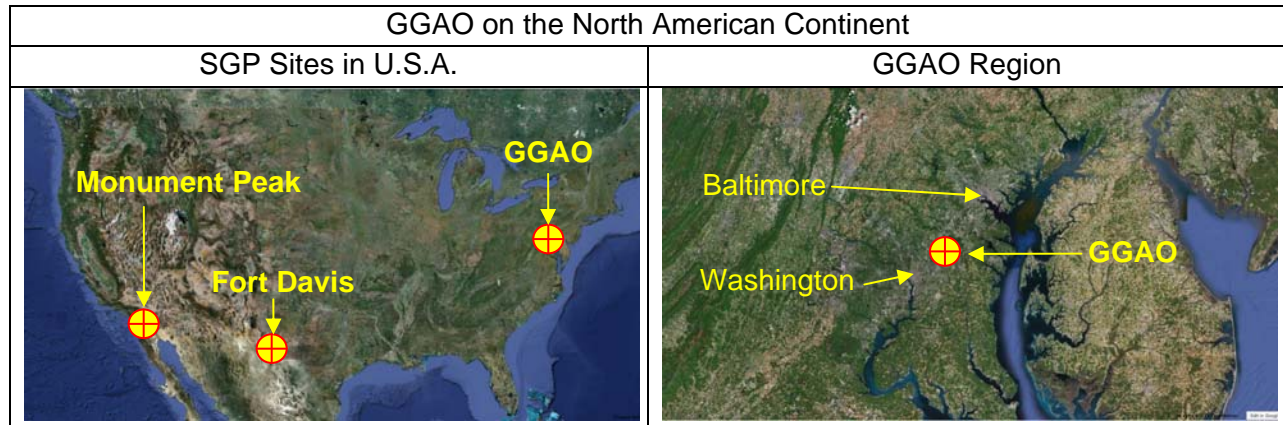 GGAO on the North American Continent
SGP Sites in U.S.A.
GGAO Region
GGAO
Monument Peak
Fort Davis
Baltimore
GGAO
Washington